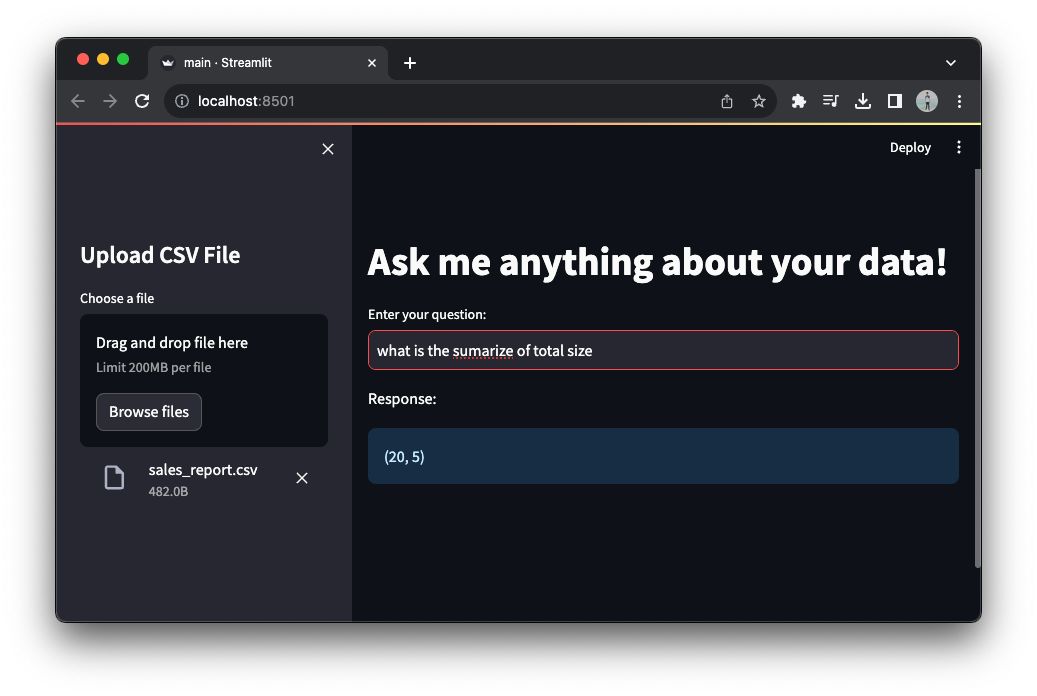 main · Streamlit
localhost:8501
Deploy
Upload CSV File
Choose a file
Drag and drop file here
Limit 200MB per file
Browse files
sales_report.csv
482.0B
Ask me anything about your data!
Enter your question:
what is the sumarize of total size
Response:
(20, 5)